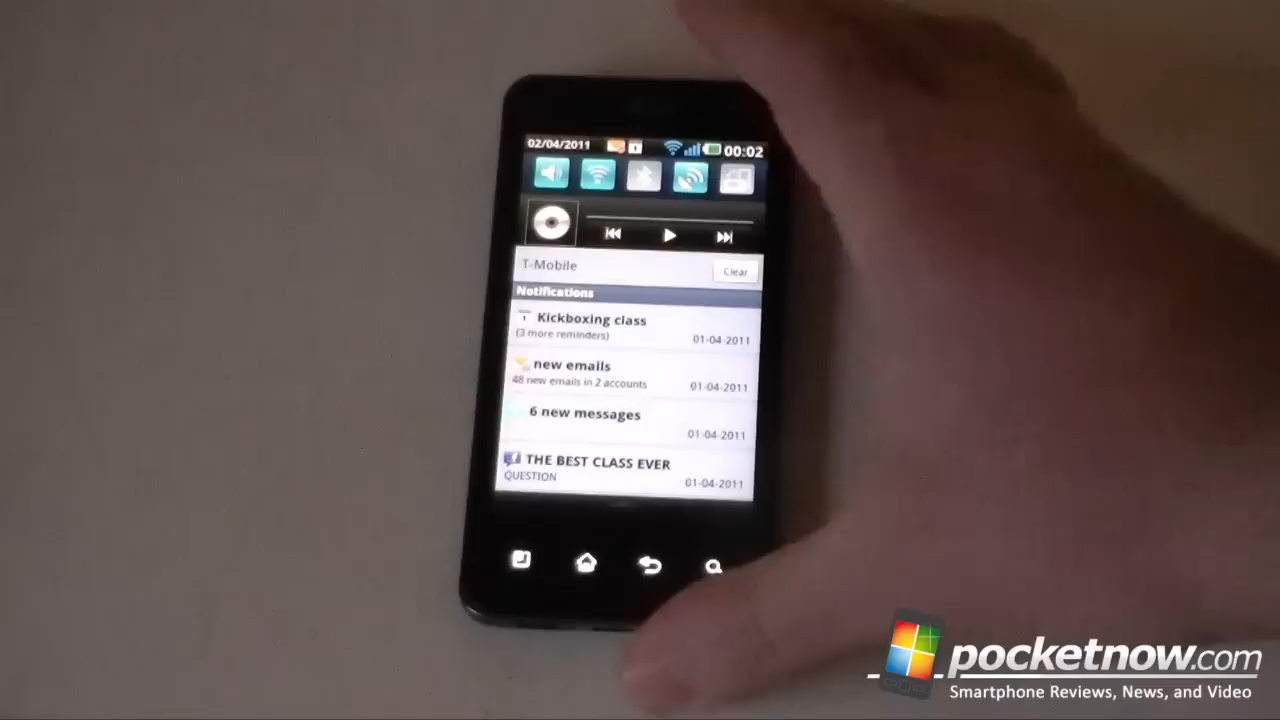 02/04/2011 00:02
T-Mobile Clear
Notifications
1 Kickboxing class
(3 more reminders) 01-04-2011
new emails
48 new emails in 2 accounts 01-04-2011
6 new messages
01-04-2011
THE BEST CLASS EVER
QUESTION 01-04-2011
pocketnow.com
Smartphone Reviews, News, and Video